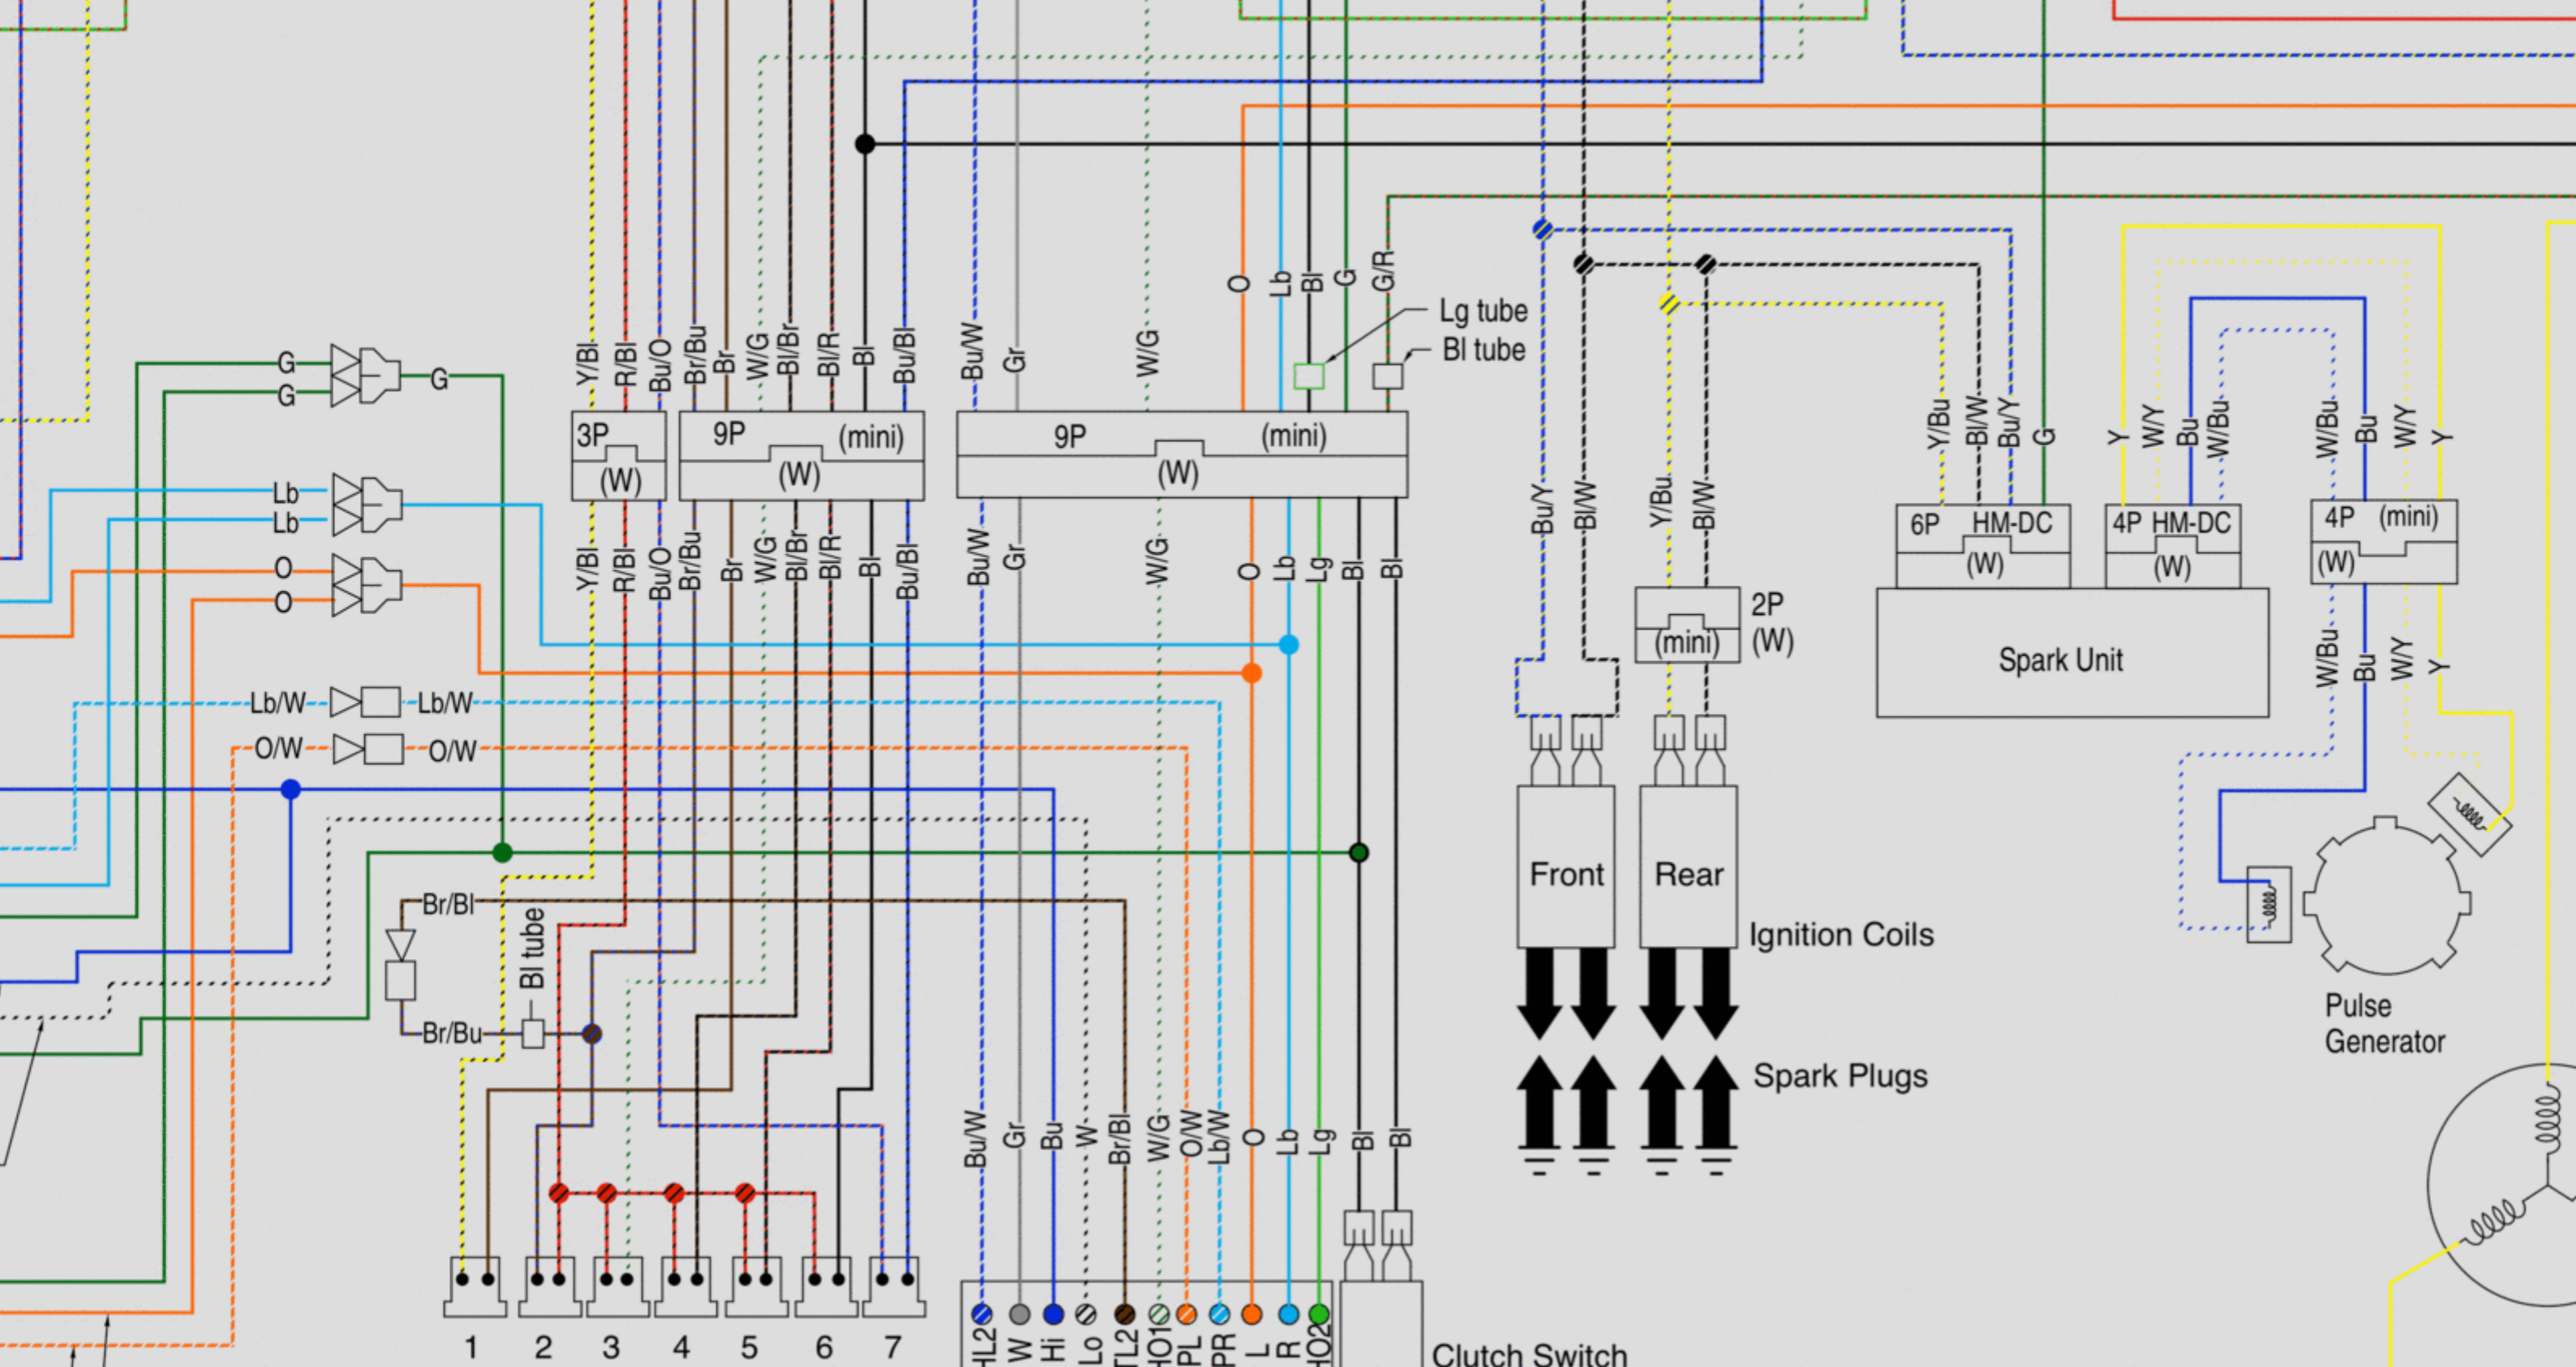 O
Lb
Bl
G
G/R
Lg tube
Bl tube
G
G
G
Y/Bl
R/Bl
Bu/O
Br/Bu
Br
W/G
Bl/Br
Bl/R
Bl
Bu/Bl
Bu/W
Gr
W/G
3P
(W)
9P (mini)
(W)
9P (mini)
(W)
Lb
Lb
O
O
Y/Bl
R/Bl
Bu/O
Br/Bu
Br
W/G
Bl/Br
Bl/R
Bl
Bu/Bl
Bu/W
Gr
W/G
O
Lb
Lg
Bl
Bl
Bu/Y
Bl/W
Y/Bu
Bl/W
Y/Bu
Bl/W
Bu/Y
G
Y
W/Y
Bu
W/Bu
W/Bu
Bu
W/Y
Y
6P HM-DC
(W)
4P HM-DC
(W)
4P (mini)
(W)
2P
(mini) (W)
Spark Unit
W/Bu
Bu
W/Y
Y
Lb/W Lb/W
O/W O/W
Front
Rear
Ignition Coils
Br/Bl
Bl tube
Br/Bu
Pulse
Generator
Spark Plugs
Bu/W
Gr
Bu
W
Br/Bl
W/G
O/W
Lb/W
O
Lb
Lg
Bl
Bl
1 2 3 4 5 6 7
HL2
W
Hi
Lo
TL2
HO1
PL
PR
L
R
HO2
Clutch Switch